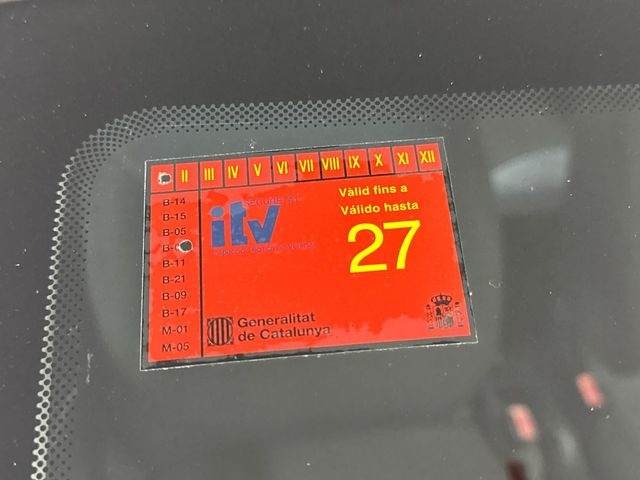 II III IV V VI VII VIII IX X XI XII
B-14
B-15
B-05
B-11
B-21
B-09
B-17
M-01
M-05
itv
Vàlid fins a
Válido hasta
27
Generalitat
de Catalunya